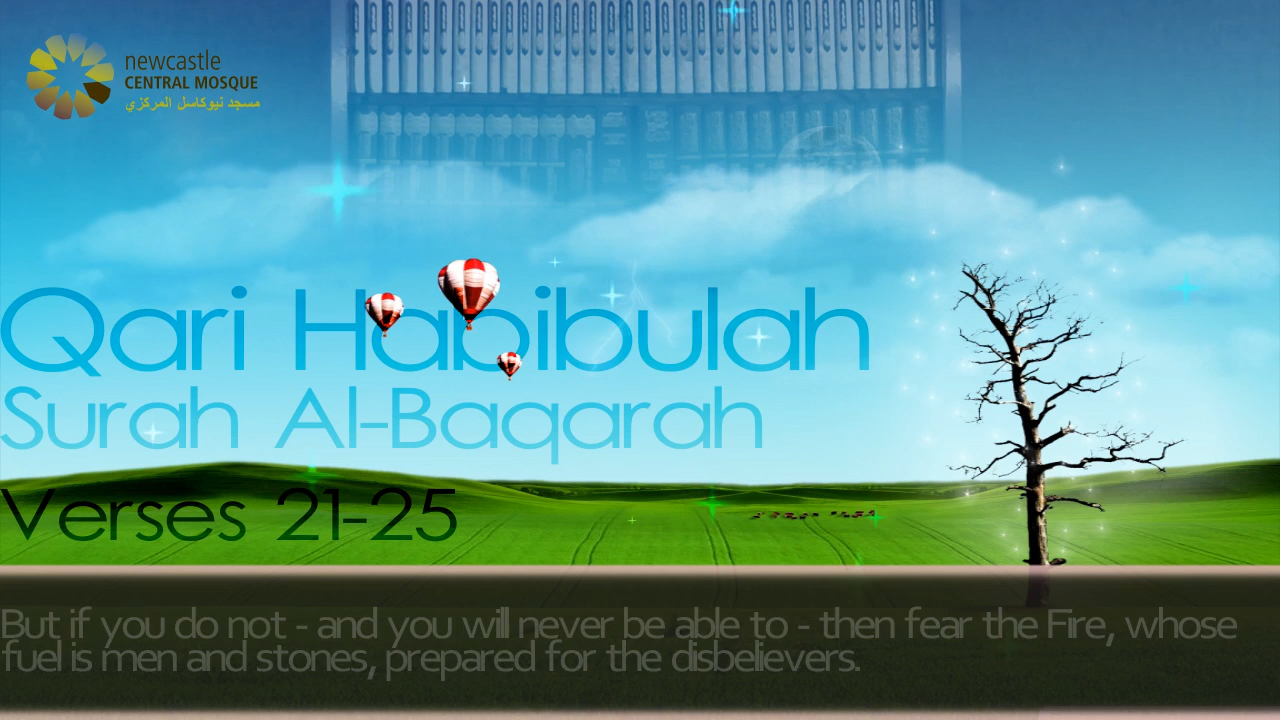 newcastle
CENTRAL MOSQUE
مسجد نيوكاسل المركزي
Qari Habibulah
Surah Al-Baqarah
Verses 21-25
But if you do not - and you will never be able to - then fear the Fire, whose
fuel is men and stones, prepared for the disbelievers.